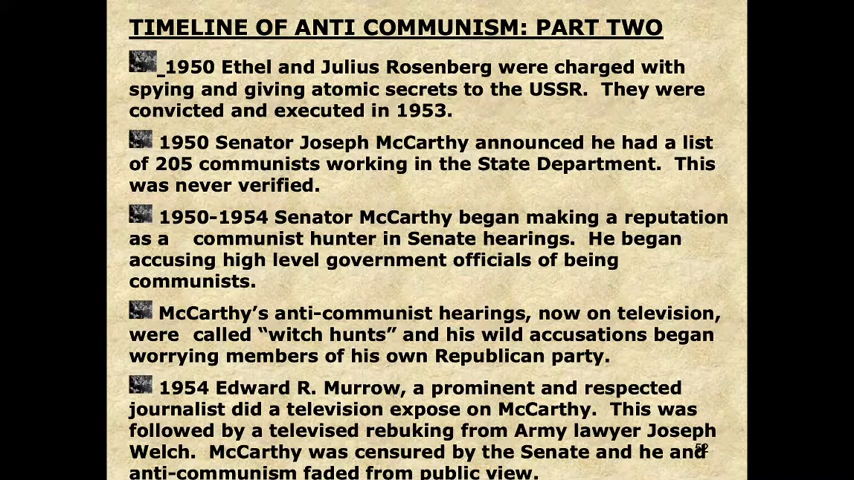 TIMELINE OF ANTI COMMUNISM: PART TWO
1950 Ethel and Julius Rosenberg were charged with
spying and giving atomic secrets to the USSR.  They were
convicted and executed in 1953.
1950 Senator Joseph McCarthy announced he had a list
of 205 communists working in the State Department.  This
was never verified.
1950-1954 Senator McCarthy began making a reputation
as a    communist hunter in Senate hearings.  He began
accusing high level government officials of being
communists.
McCarthy’s anti-communist hearings, now on television,
were  called “witch hunts” and his wild accusations began
worrying members of his own Republican party.
1954 Edward R. Murrow, a prominent and respected
journalist did a television expose on McCarthy.  This was
followed by a televised rebuking from Army lawyer Joseph
Welch.  McCarthy was censured by the Senate and he and
anti-communism faded from public view.
52